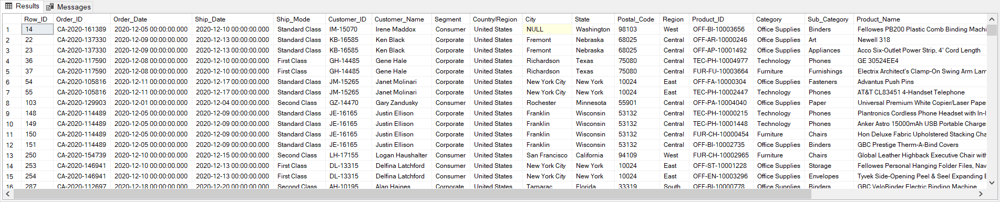 Results Messages
Row_ID Order_ID Order_Date Ship_Date Ship_Mode Customer_ID Customer_Name Segment Country/Region City State Postal_Code Region Product_ID Category Sub_Category Product_Name
1 14 CA-2020-161389 2020-12-05 00:00:00.000 2020-12-10 00:00:00.000 Standard Class IM-15070 Irene Maddox Consumer United States NULL Washington 98103 West OFF-BI-10003656 Office Supplies Binders Fellowes PB200 Plastic Comb Binding Machi
2 22 CA-2020-137330 2020-12-09 00:00:00.000 2020-12-13 00:00:00.000 Standard Class KB-16585 Ken Black Corporate United States Fremont Nebraska 68025 Central OFF-AR-10000246 Office Supplies Art Newell 318
3 23 CA-2020-137330 2020-12-09 00:00:00.000 2020-12-13 00:00:00.000 Standard Class KB-16585 Ken Black Corporate United States Fremont Nebraska 68025 Central OFF-AP-10001492 Office Supplies Appliances Acco Six-Outlet Power Strip, 4' Cord Length
4 36 CA-2020-117590 2020-12-08 00:00:00.000 2020-12-10 00:00:00.000 First Class GH-14485 Gene Hale Corporate United States Richardson Texas 75080 Central TEC-PH-10004977 Technology Phones GE 30524EE4
5 37 CA-2020-117590 2020-12-08 00:00:00.000 2020-12-10 00:00:00.000 First Class GH-14485 Gene Hale Corporate United States Richardson Texas 75080 Central FUR-FU-10003664 Furniture Furnishings Electrix Architect's Clamp-On Swing Arm Lam
6 54 CA-2020-105816 2020-12-11 00:00:00.000 2020-12-17 00:00:00.000 Standard Class JM-15265 Janet Molinari Corporate United States New York City New York 10024 East OFF-FA-10000304 Office Supplies Fasteners Advantus Push Pins
7 55 CA-2020-105816 2020-12-11 00:00:00.000 2020-12-17 00:00:00.000 Standard Class JM-15265 Janet Molinari Corporate United States New York City New York 10024 East TEC-PH-10002447 Technology Phones AT&T CL83451 4-Handset Telephone
8 103 CA-2020-129903 2020-12-01 00:00:00.000 2020-12-04 00:00:00.000 Second Class GZ-14470 Gary Zandusky Consumer United States Rochester Minnesota 55901 Central OFF-PA-10004040 Office Supplies Paper Universal Premium White Copier/Laser Pape
9 148 CA-2020-114489 2020-12-05 00:00:00.000 2020-12-09 00:00:00.000 Standard Class JE-16165 Justin Ellison Corporate United States Franklin Wisconsin 53132 Central TEC-PH-10000215 Technology Phones Plantronics Cordless Phone Headset with In-l
10 149 CA-2020-114489 2020-12-05 00:00:00.000 2020-12-09 00:00:00.000 Standard Class JE-16165 Justin Ellison Corporate United States Franklin Wisconsin 53132 Central TEC-PH-10001448 Technology Phones Anker Astro 15000mAh USB Portable Charge
11 150 CA-2020-114489 2020-12-05 00:00:00.000 2020-12-09 00:00:00.000 Standard Class JE-16165 Justin Ellison Corporate United States Franklin Wisconsin 53132 Central FUR-CH-10000454 Furniture Chairs Hon Deluxe Fabric Upholstered Stacking Cha
12 151 CA-2020-114489 2020-12-05 00:00:00.000 2020-12-09 00:00:00.000 Standard Class JE-16165 Justin Ellison Corporate United States Franklin Wisconsin 53132 Central OFF-BI-10002735 Office Supplies Binders GBC Prestige Therm-A-Bind Covers
13 250 CA-2020-154739 2020-12-10 00:00:00.000 2020-12-15 00:00:00.000 Second Class LH-17155 Logan Haushalter Consumer United States San Francisco California 94109 West FUR-CH-10002965 Furniture Chairs Global Leather Highback Executive Chair with
14 253 CA-2020-146941 2020-12-10 00:00:00.000 2020-12-13 00:00:00.000 First Class DL-13315 Delfina Latchford Consumer United States New York City New York 10024 East OFF-ST-10001228 Office Supplies Storage Fellowes Personal Hanging Folder Files, Nav
15 254 CA-2020-146941 2020-12-10 00:00:00.000 2020-12-13 00:00:00.000 First Class DL-13315 Delfina Latchford Consumer United States New York City New York 10024 East OFF-EN-10003296 Office Supplies Envelopes Tyvek Side-Opening Peel & Seel Expanding E
16 287 CA-2020-112697 2020-12-18 00:00:00.000 2020-12-20 00:00:00.000 Second Class AH-10195 Alan Haines Corporate United States Tamarac Florida 33319 South OFF-BI-10000778 Office Supplies Binders GBC VeloBinder Electric Binding Machine